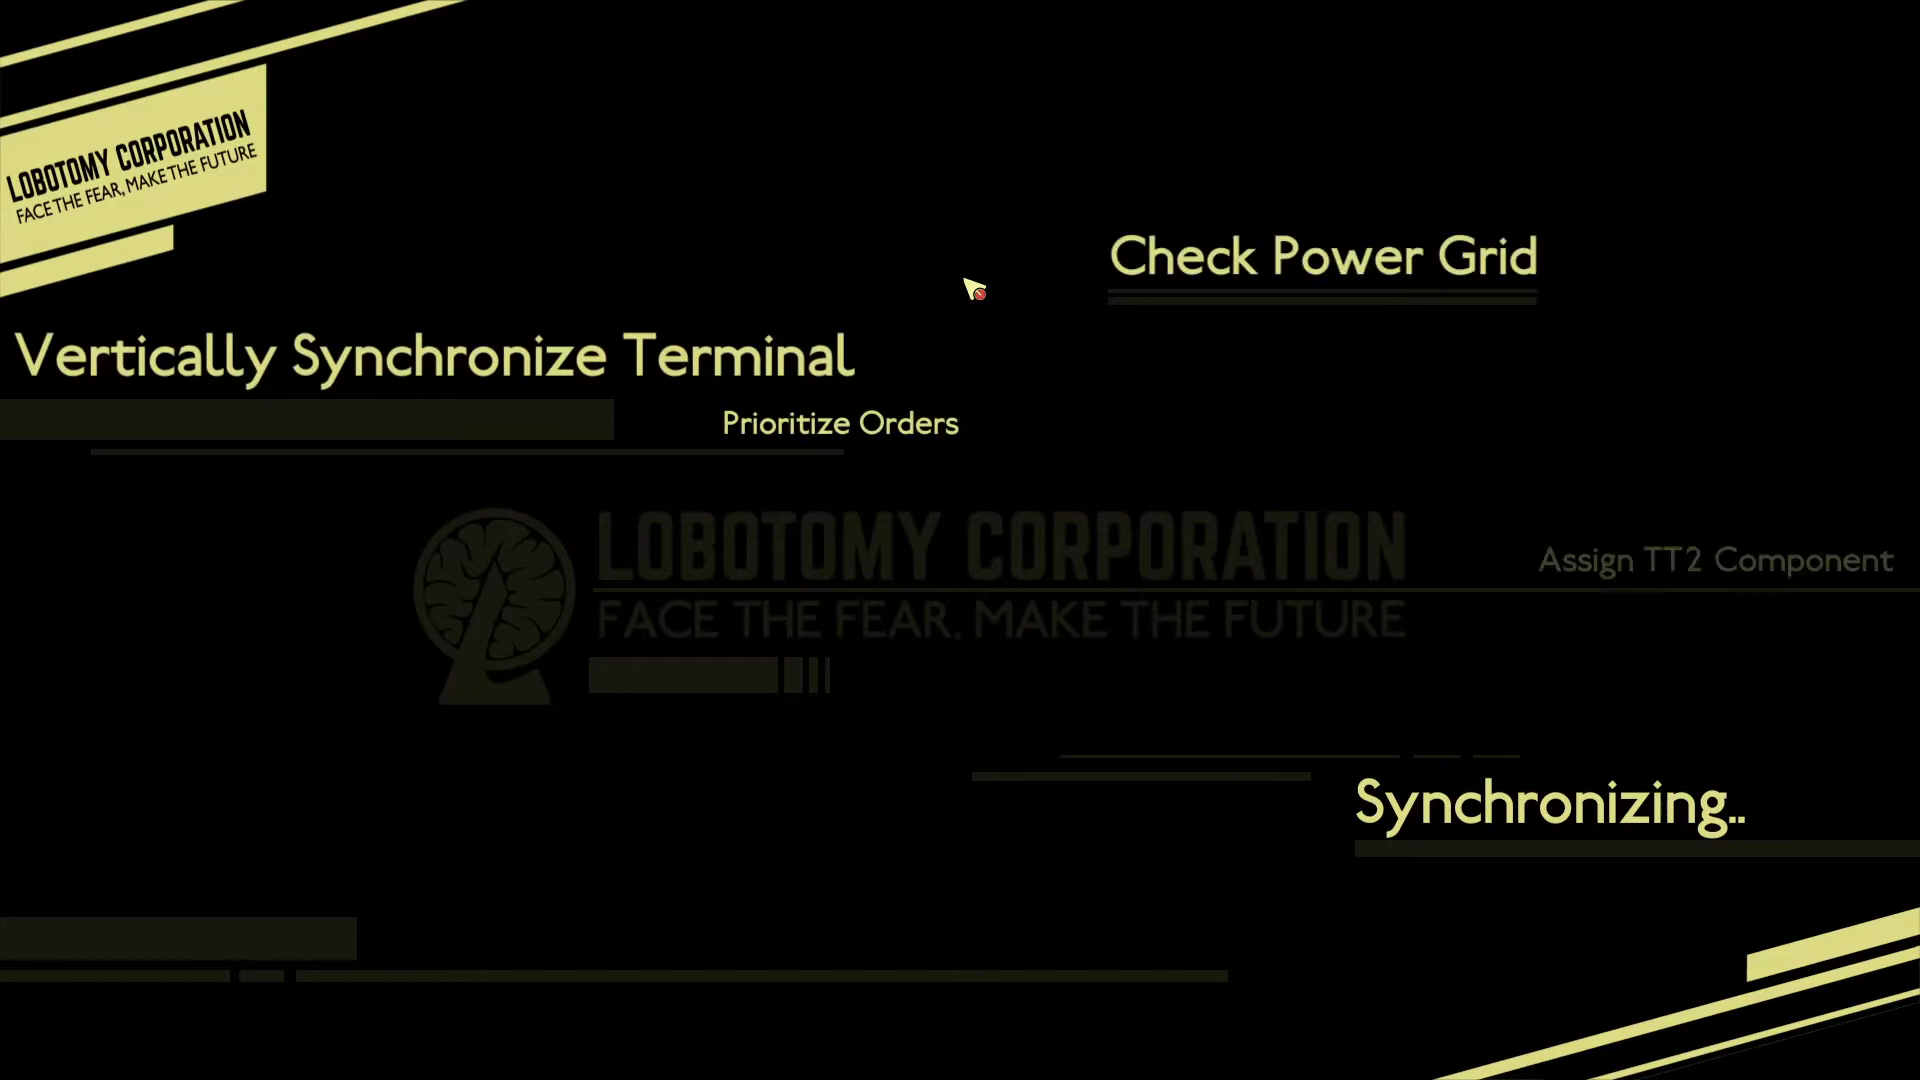 LOBOTOMY CORPORATION
FACE THE FEAR, MAKE THE FUTURE
Check Power Grid
Vertically Synchronize Terminal
Prioritize Orders
LOBOTOMY CORPORATION
FACE THE FEAR. MAKE THE FUTURE
Assign TT2 Component
Synchronizing..